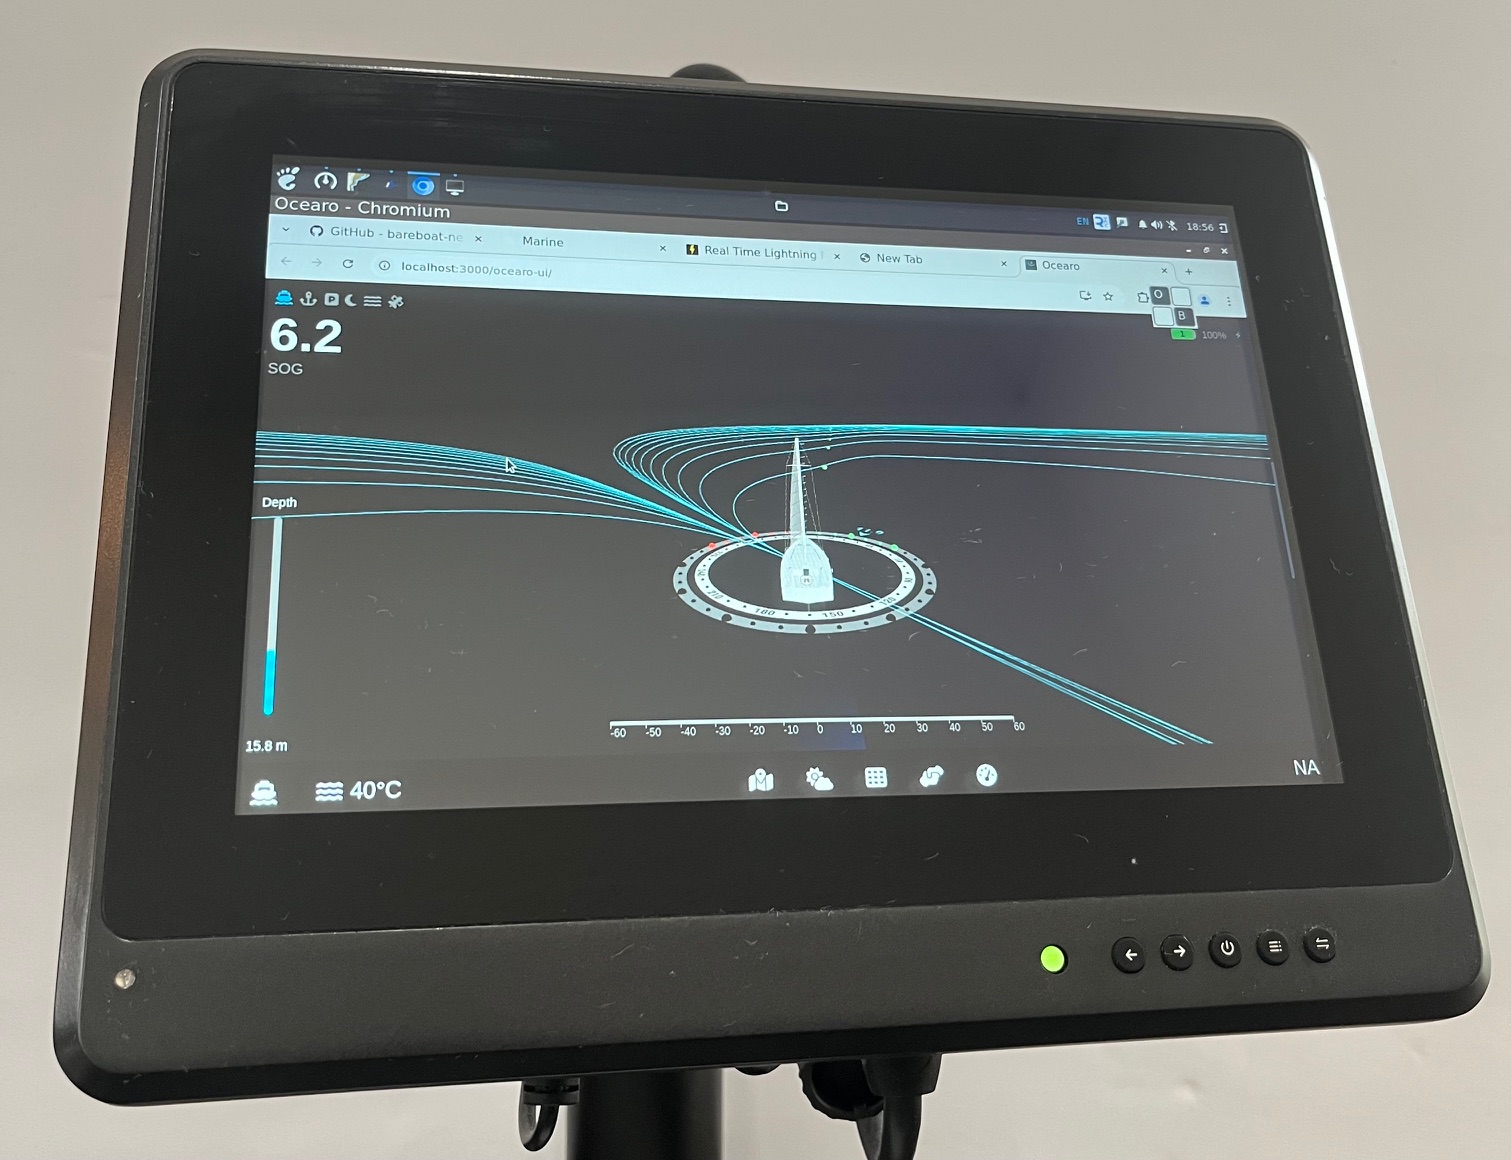 EN
18:56
Ocearo - Chromium
GitHub - bareboat-ne
Marine
Real Time Lightning
New Tab
Ocearo
localhost:3000/ocearo-ui/
P
O
B
1
100%
6.2
SOG
Depth
180
150
120
-60 -50 -40 -30 -20 -10 0 10 20 30 40 50 60
15.8 m
40°C
NA